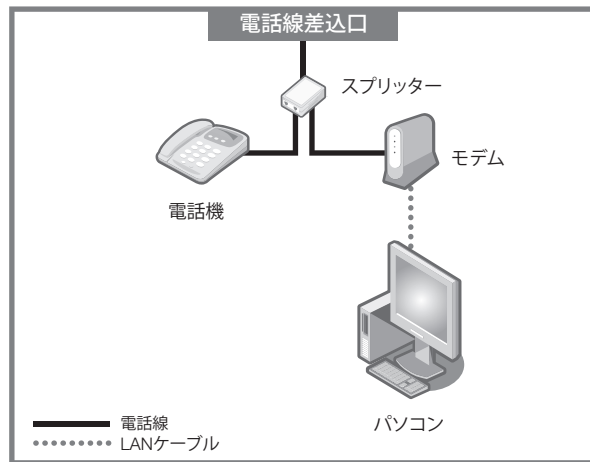 電話線差込口
スプリッター
モデム
電話機
パソコン
電話線
LANケーブル